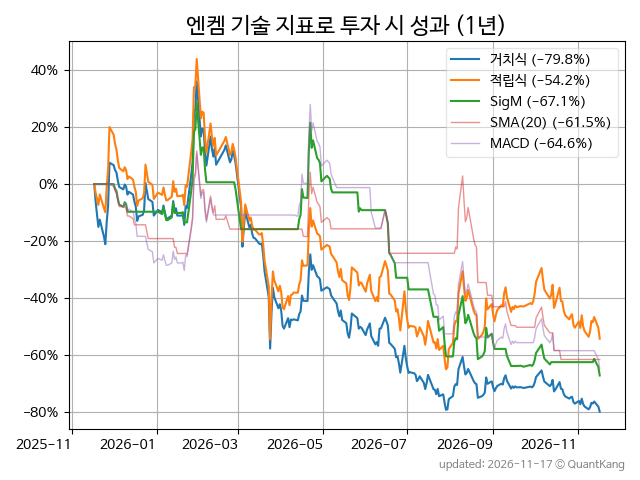 엔켐 기술 지표로 투자 시 성과 (1년)
거치식 (−79.8%)
적립식 (−54.2%)
SigM (−67.1%)
SMA(20) (−61.5%)
MACD (−64.6%)
40%
20%
0%
−20%
−40%
−60%
−80%
2025-11 2026-01 2026-03 2026-05 2026-07 2026-09 2026-11
updated: 2026-11-17 © QuantKang